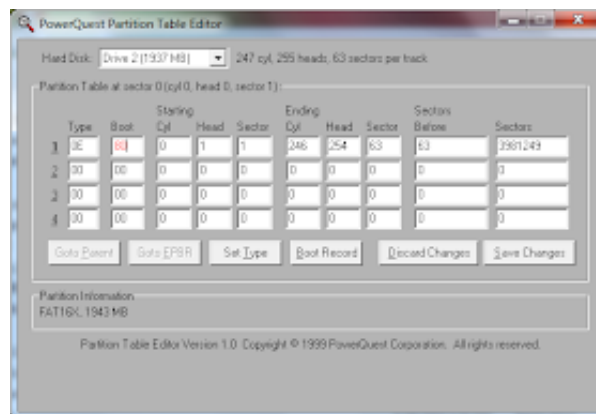 PowerQuest Partition Table Editor
Hard Disk: Drive 2 (1937 MB) 247 cyl, 255 heads, 63 sectors per track
Partition Table at sector 0 (cyl 0, head 0, sector 1):
Starting Ending Sectors
Type Boot Cyl Head Sector Cyl Head Sector Before Sectors
1 0E 80 0 1 1 246 254 63 63 3981249
2 00 00 0 0 0 0 0 0 0 0
3 00 00 0 0 0 0 0 0 0 0
4 00 00 0 0 0 0 0 0 0 0
Goto Parent Goto EPBR Set Type Boot Record Discard Changes Save Changes
Partition Information
FAT16X, 1943 MB
Partition Table Editor Version 1.0 Copyright © 1999 PowerQuest Corporation. All rights reserved.